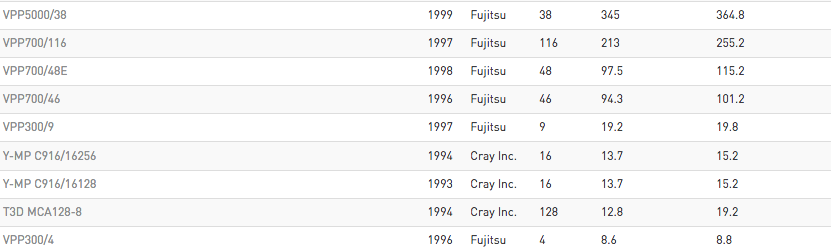 VPP5000/38 1999 Fujitsu 38 345 364.8
VPP700/116 1997 Fujitsu 116 213 255.2
VPP700/48E 1998 Fujitsu 48 97.5 115.2
VPP700/46 1996 Fujitsu 46 94.3 101.2
VPP300/9 1997 Fujitsu 9 19.2 19.8
Y-MP C916/16256 1994 Cray Inc. 16 13.7 15.2
Y-MP C916/16128 1993 Cray Inc. 16 13.7 15.2
T3D MCA128-8 1994 Cray Inc. 128 12.8 19.2
VPP300/4 1996 Fujitsu 4 8.6 8.8